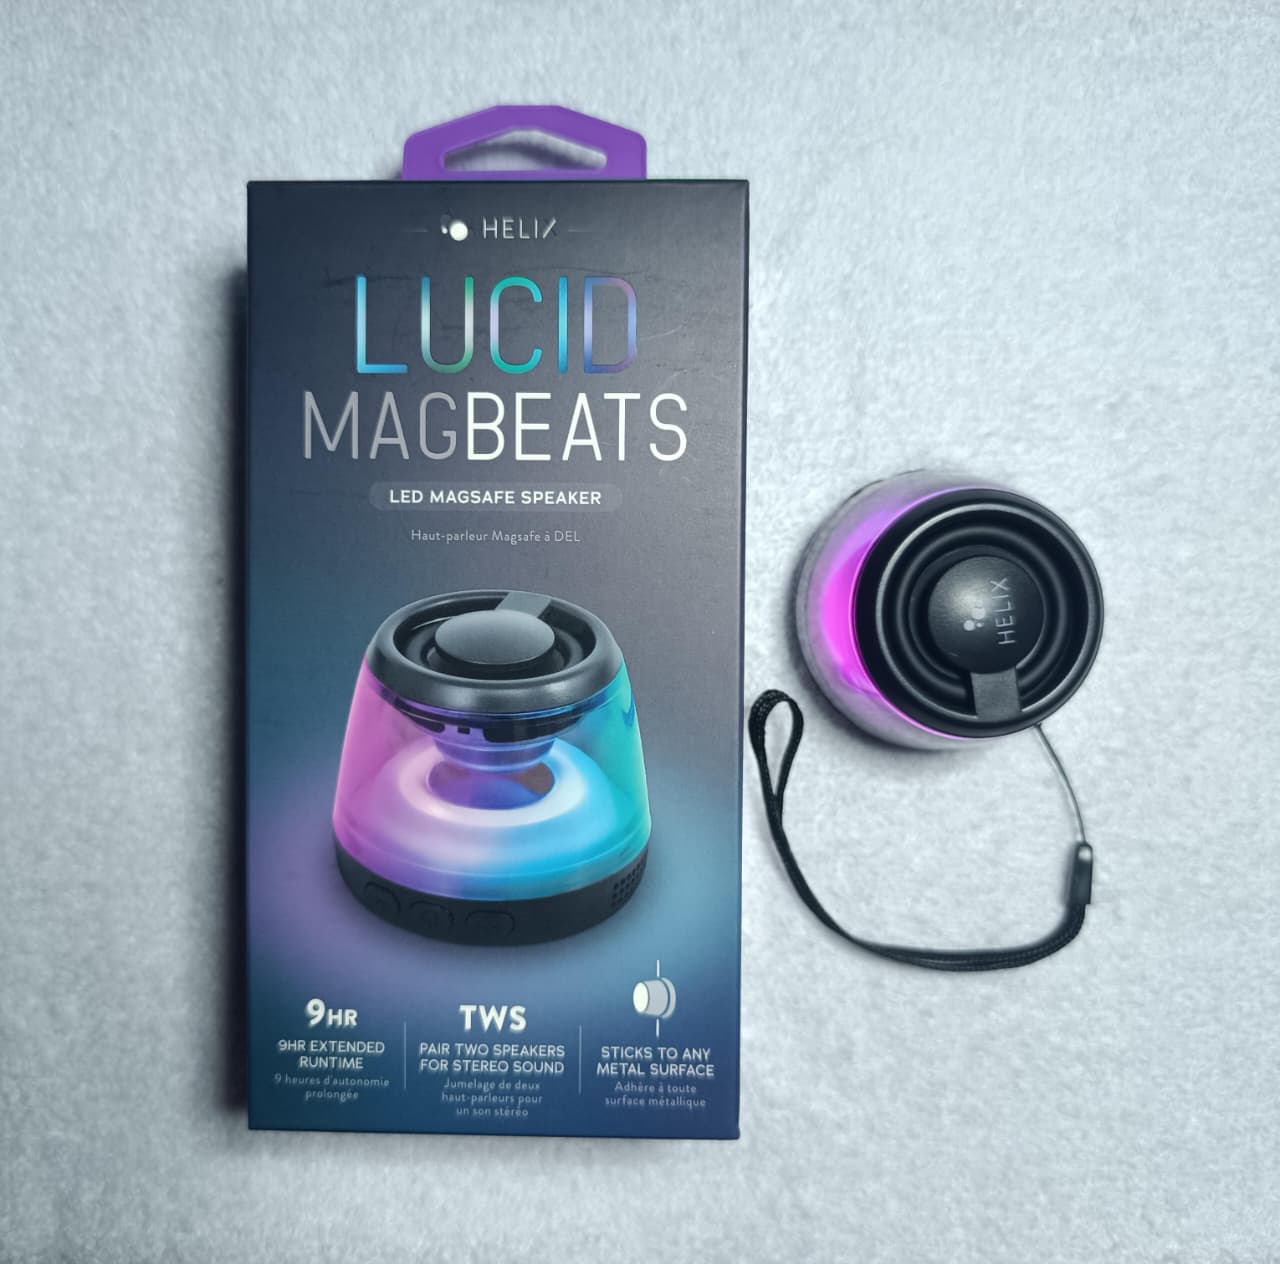 HELIX
LUCID
MAGBEATS
LED MAGSAFE SPEAKER
Haut-parleur Magsafe à DEL
9HR
9HR EXTENDED
RUNTIME
9 heures d'autonomie
prolongée
TWS
PAIR TWO SPEAKERS
FOR STEREO SOUND
Jumelage de deux
haut-parleurs pour
un son stéréo
STICKS TO ANY
METAL SURFACE
Adhère à toute
surface métallique
HELIX